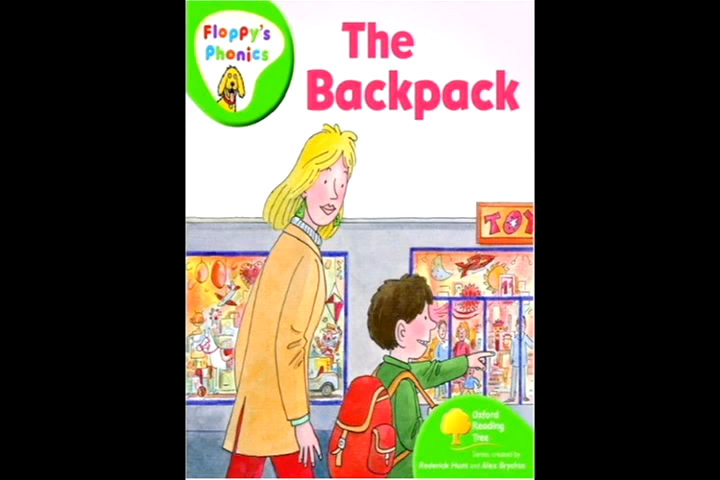 Floppy's
Phonics
The
Backpack
TOY
Oxford
Reading
Tree
Series created by
Roderick Hunt and Alex Brychta